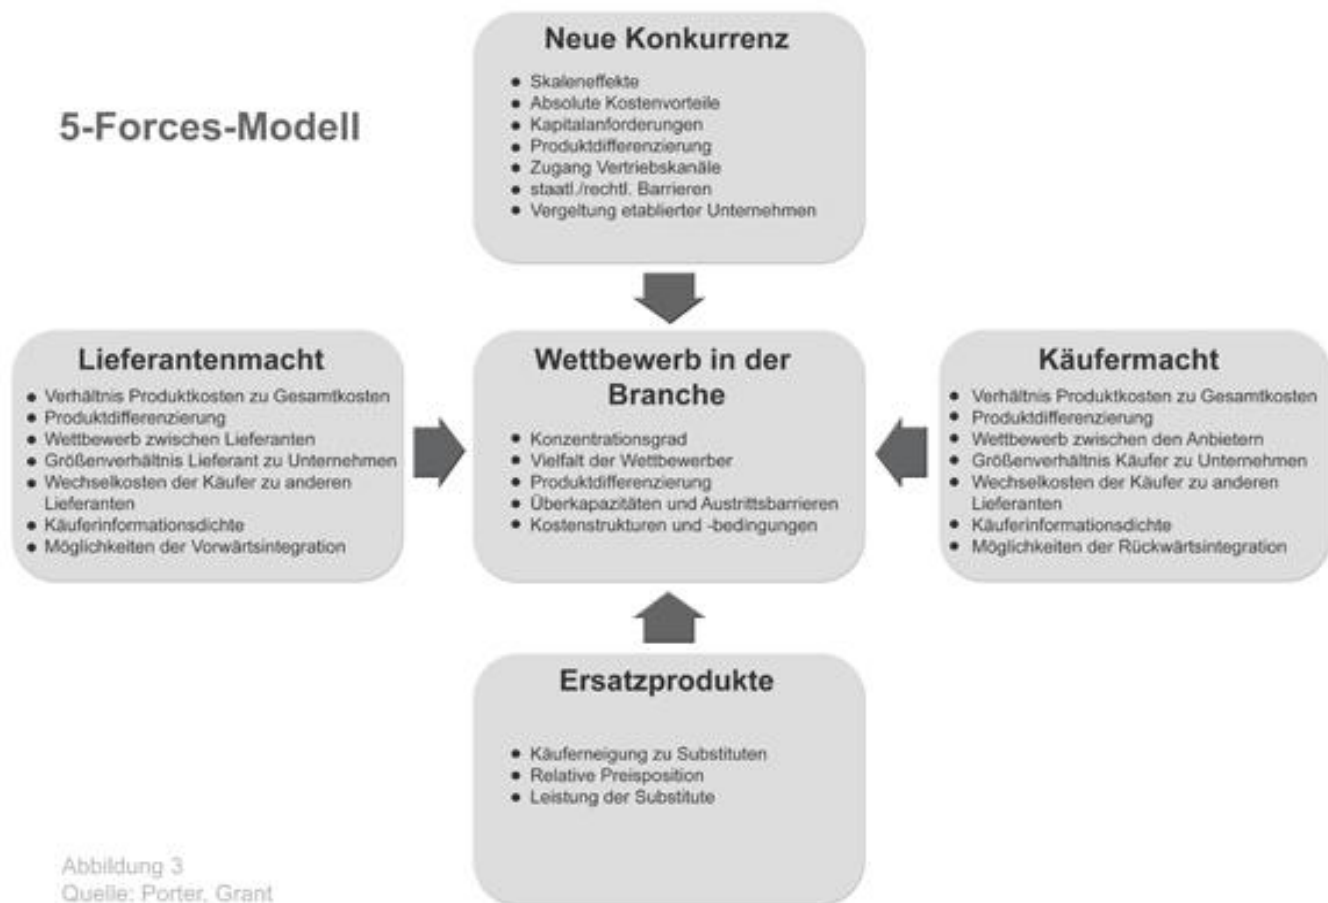 5-Forces-Modell
Neue Konkurrenz
● Skaleneffekte
● Absolute Kostenvorteile
● Kapitalanforderungen
● Produktdifferenzierung
● Zugang Vertriebskanäle
● staatl./rechtl. Barrieren
● Vergeltung etablierter Unternehmen
Lieferantenmacht
● Verhältnis Produktkosten zu Gesamtkosten
● Produktdifferenzierung
● Wettbewerb zwischen Lieferanten
● Größenverhältnis Lieferant zu Unternehmen
● Wechselkosten der Käufer zu anderen
Lieferanten
● Käuferinformationsdichte
● Möglichkeiten der Vorwärtsintegration
Wettbewerb in der
Branche
● Konzentrationsgrad
● Vielfalt der Wettbewerber
● Produktdifferenzierung
● Überkapazitäten und Austrittsbarrieren
● Kostenstrukturen und -bedingungen
Käufermacht
● Verhältnis Produktkosten zu Gesamtkosten
● Produktdifferenzierung
● Wettbewerb zwischen den Anbietern
● Größenverhältnis Käufer zu Unternehmen
● Wechselkosten der Käufer zu anderen
Lieferanten
● Käuferinformationsdichte
● Möglichkeiten der Rückwärtsintegration
Ersatzprodukte
● Käuferneigung zu Substituten
● Relative Preisposition
● Leistung der Substitute
Abbildung 3
Quelle: Porter, Grant